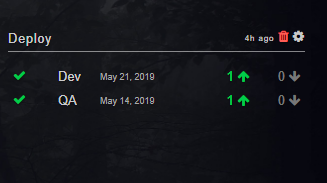 Deploy 4h ago
Dev May 21, 2019 1 0
QA May 14, 2019 1 0